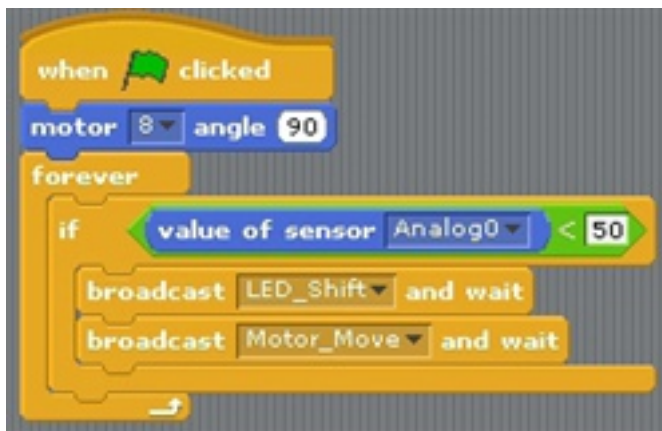 when clicked
motor 8 angle 90
forever
if value of sensor Analog0 < 50
broadcast LED_Shift and wait
broadcast Motor_Move and wait